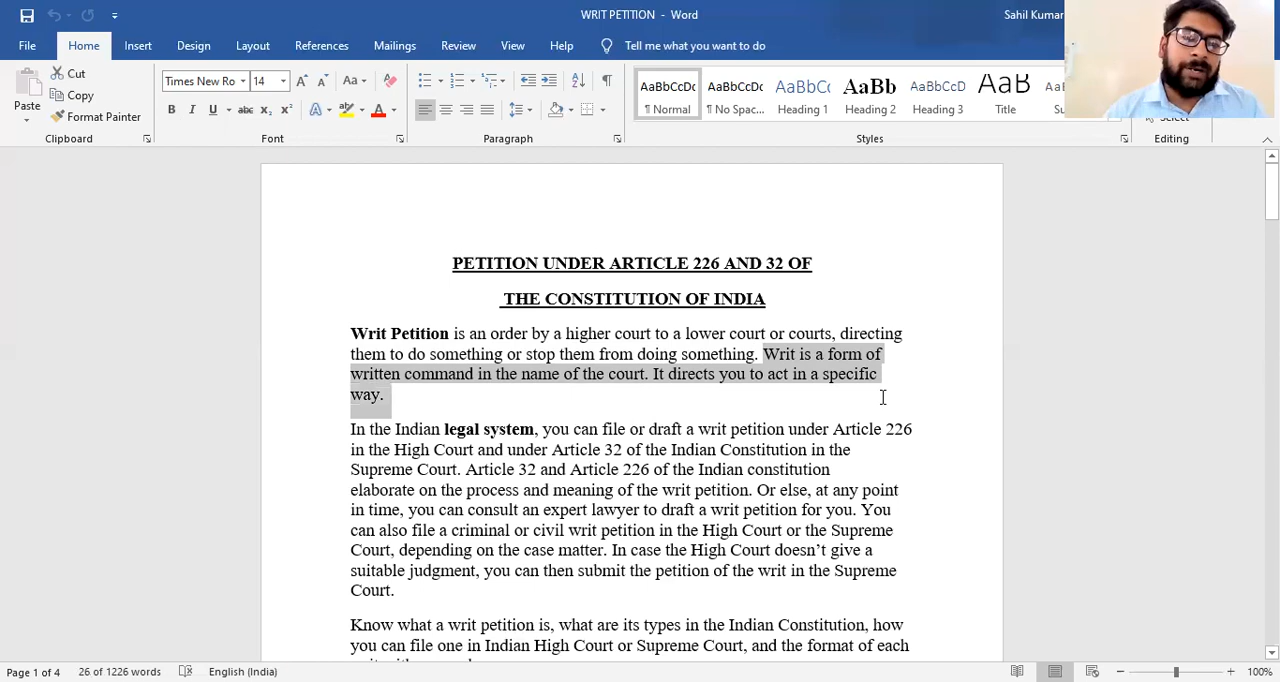 WRIT PETITION - Word
Sahil Kumar
File Home Insert Design Layout References Mailings Review View Help Tell me what you want to do
Paste
Cut
Copy
Format Painter
Clipboard
Times New Ro 14
Aa
B I U abc x₂ x² A A
Font
Paragraph
AaBbCcDc AaBbCcDc AaBbCc AaBb AaBbCcD AaB Aa
¶ Normal ¶ No Spac... Heading 1 Heading 2 Heading 3 Title
Styles
Select
Editing
PETITION UNDER ARTICLE 226 AND 32 OF
THE CONSTITUTION OF INDIA
Writ Petition is an order by a higher court to a lower court or courts, directing
them to do something or stop them from doing something. Writ is a form of
written command in the name of the court. It directs you to act in a specific
way.
In the Indian legal system, you can file or draft a writ petition under Article 226
in the High Court and under Article 32 of the Indian Constitution in the
Supreme Court. Article 32 and Article 226 of the Indian constitution
elaborate on the process and meaning of the writ petition. Or else, at any point
in time, you can consult an expert lawyer to draft a writ petition for you. You
can also file a criminal or civil writ petition in the High Court or the Supreme
Court, depending on the case matter. In case the High Court doesn’t give a
suitable judgment, you can then submit the petition of the writ in the Supreme
Court.
Know what a writ petition is, what are its types in the Indian Constitution, how
you can file one in Indian High Court or Supreme Court, and the format of each
Page 1 of 4 26 of 1226 words English (India) 100%